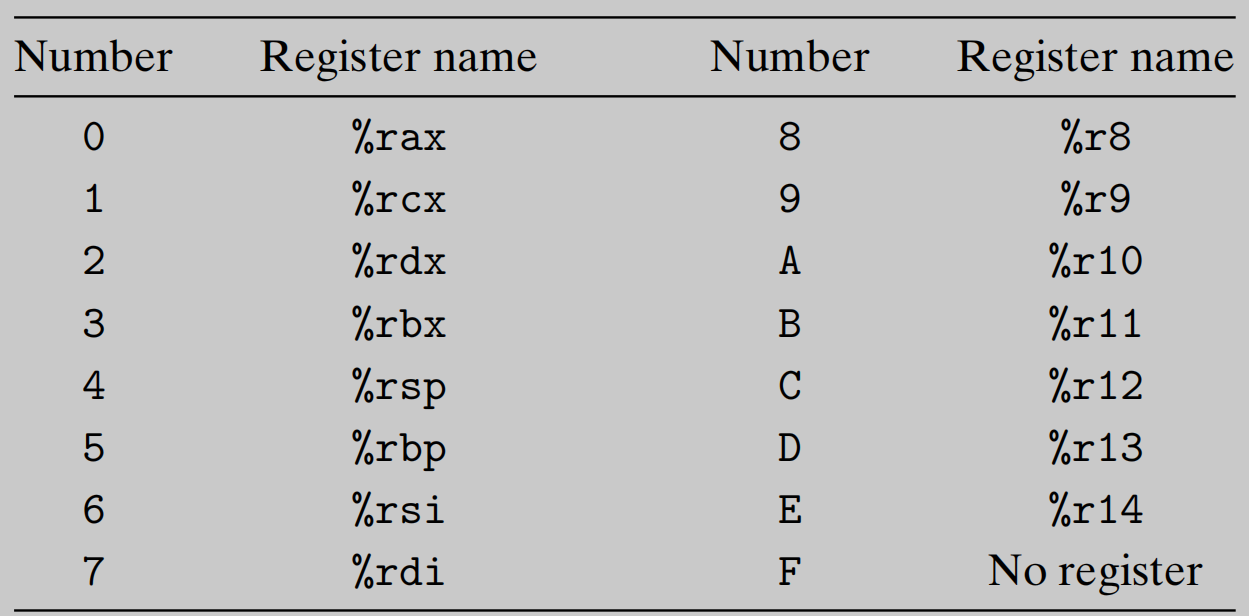 Number Register name Number Register name
0 %rax 8 %r8
1 %rcx 9 %r9
2 %rdx A %r10
3 %rbx B %r11
4 %rsp C %r12
5 %rbp D %r13
6 %rsi E %r14
7 %rdi F No register